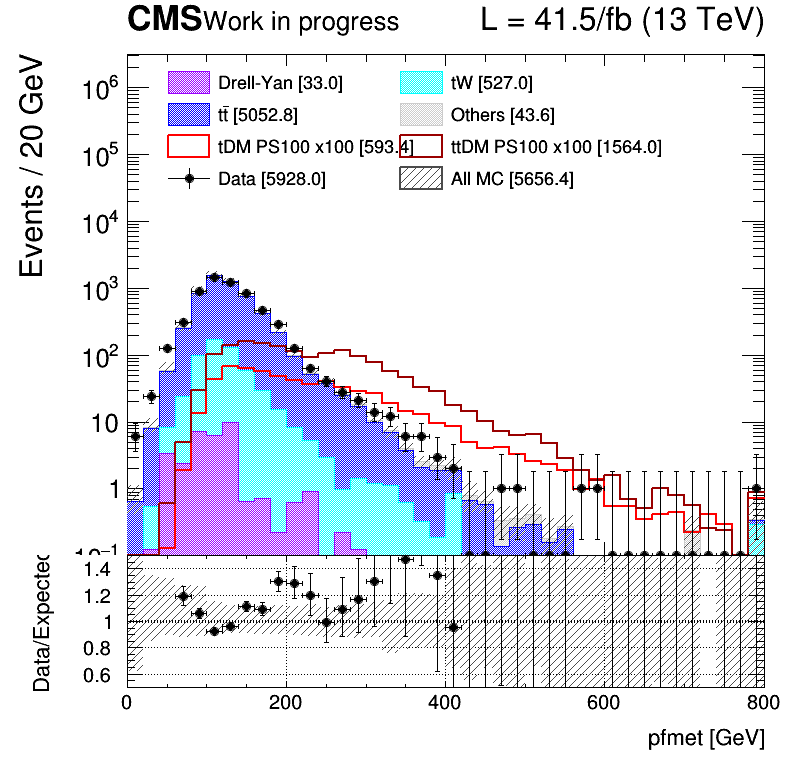 CMS Work in progress L = 41.5/fb (13 TeV)
Events / 20 GeV
Drell-Yan [33.0] tW [527.0]
tt̄ [5052.8] Others [43.6]
tDM PS100 x100 [593.4] ttDM PS100 x100 [1564.0]
Data [5928.0] All MC [5656.4]
10⁶
10⁵
10⁴
10³
10²
10
1
10⁻¹
Data/Expected
1.4
1.2
1
0.8
0.6
0 200 400 600 800
pfmet [GeV]